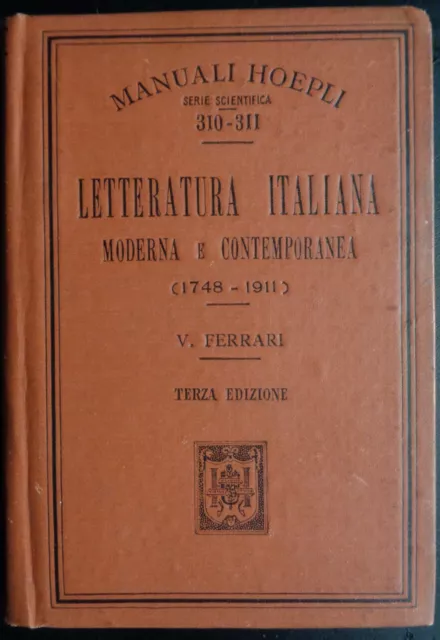 MANUALI HOEPLI
SERIE SCIENTIFICA
310-311
LETTERATURA ITALIANA
MODERNA E CONTEMPORANEA
(1748 - 1911)
V. FERRARI
TERZA EDIZIONE